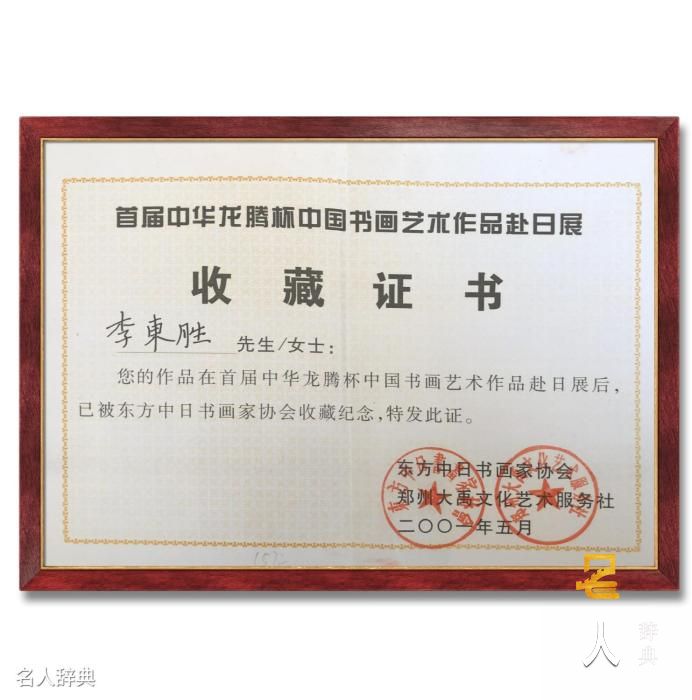 首届中华龙腾杯中国书画艺术作品赴日展
收藏证书
李東胜 先生/女士：
您的作品在首届中华龙腾杯中国书画艺术作品赴日展后，
已被东方中日书画家协会收藏纪念，特发此证。
东方中日书画家协会
郑州大禹文化艺术服务社
二〇〇一年五月
名人辞典
名人辞典